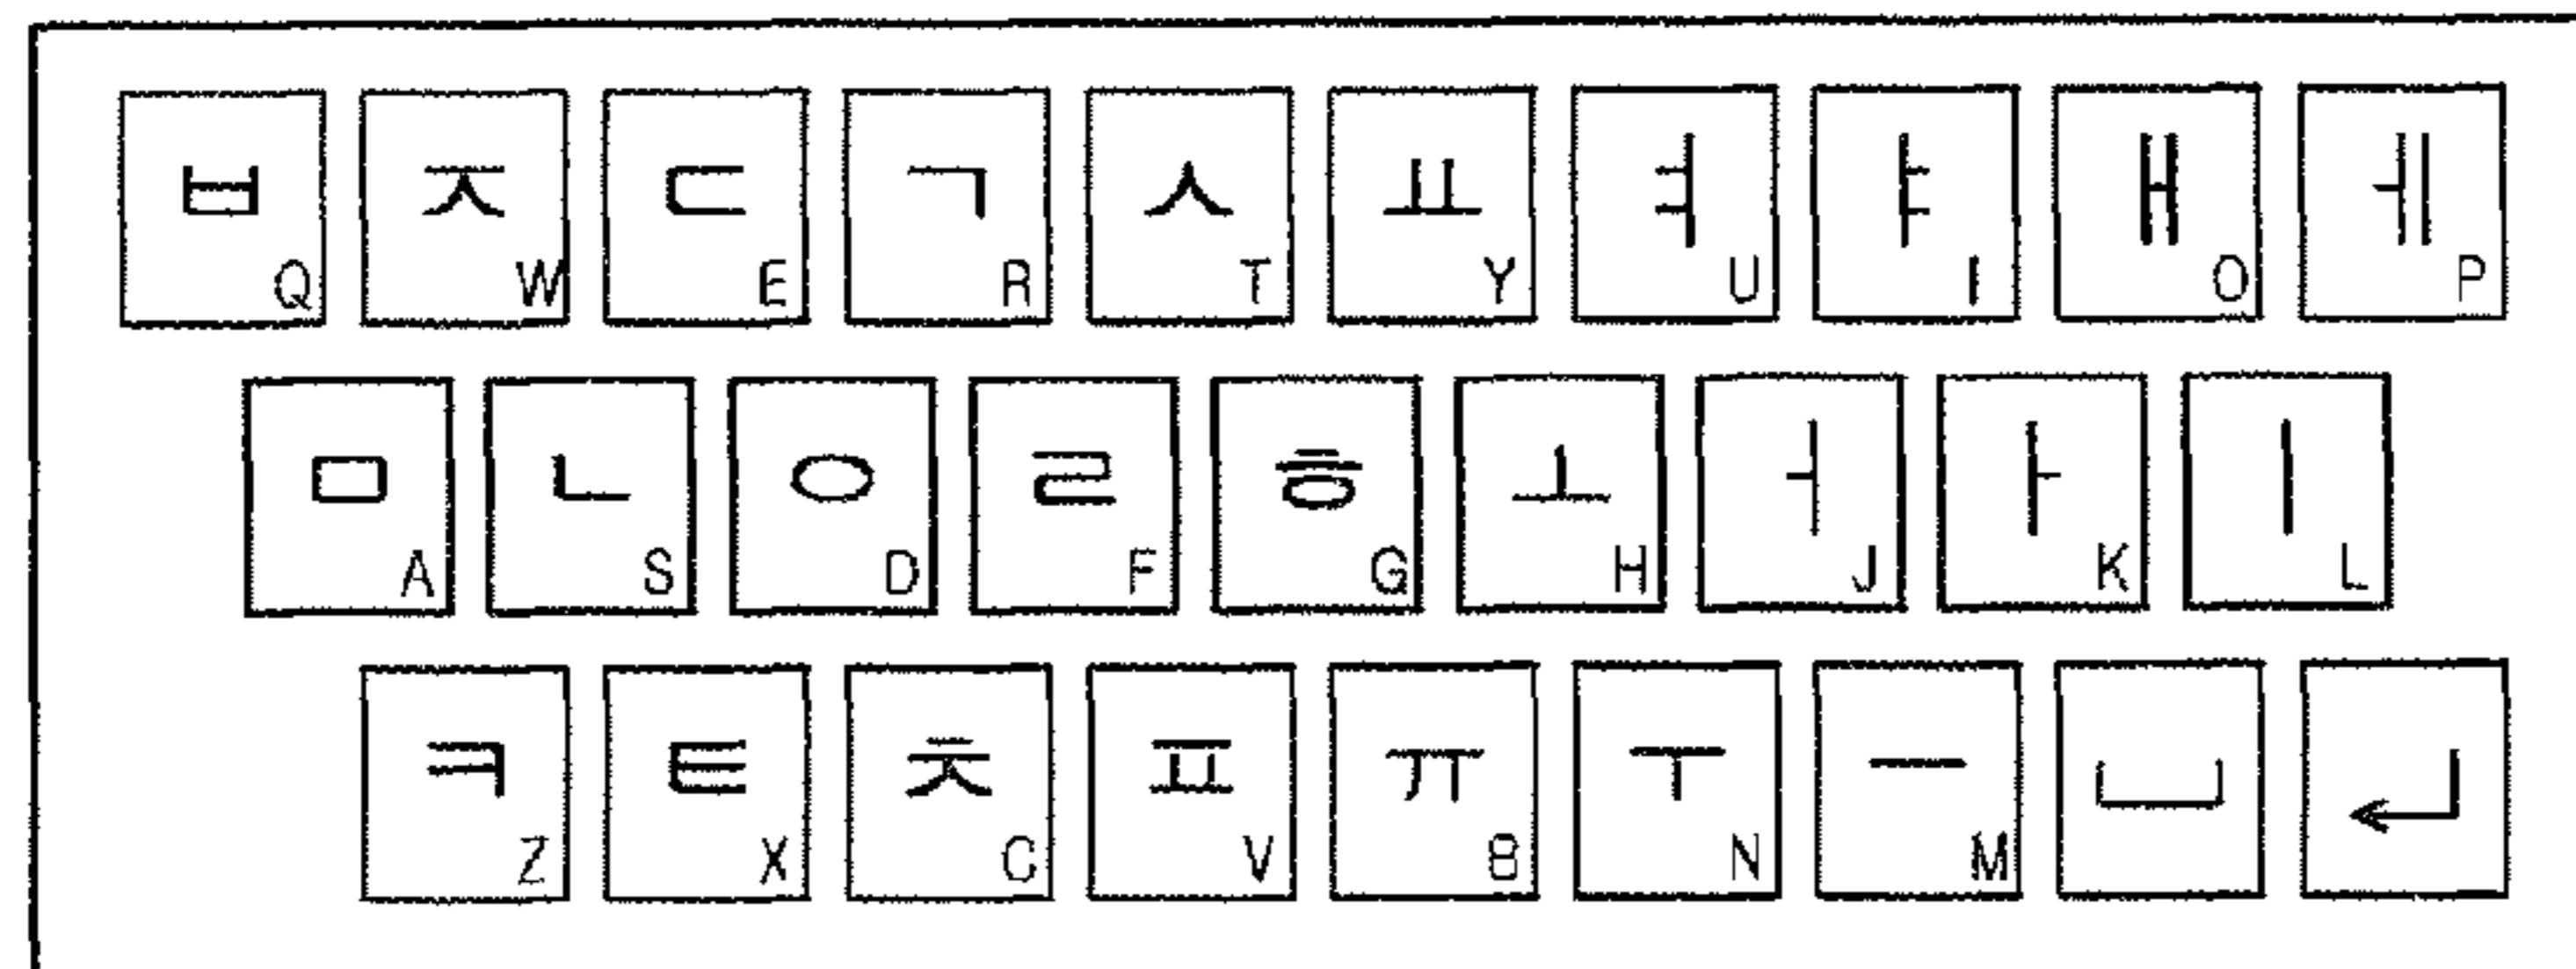 ㅂ Q ㅈ W ㄷ E ㄱ R ㅅ T ㅛ Y ㅕ U ㅑ I ㅐ O ㅔ P
ㅁ A ㄴ S ㅇ D ㄹ F ㅎ G ㅗ H ㅓ J ㅏ K ㅣ L
ㅋ Z ㅌ X ㅊ C ㅍ V ㅠ B ㅜ N ㅡ M